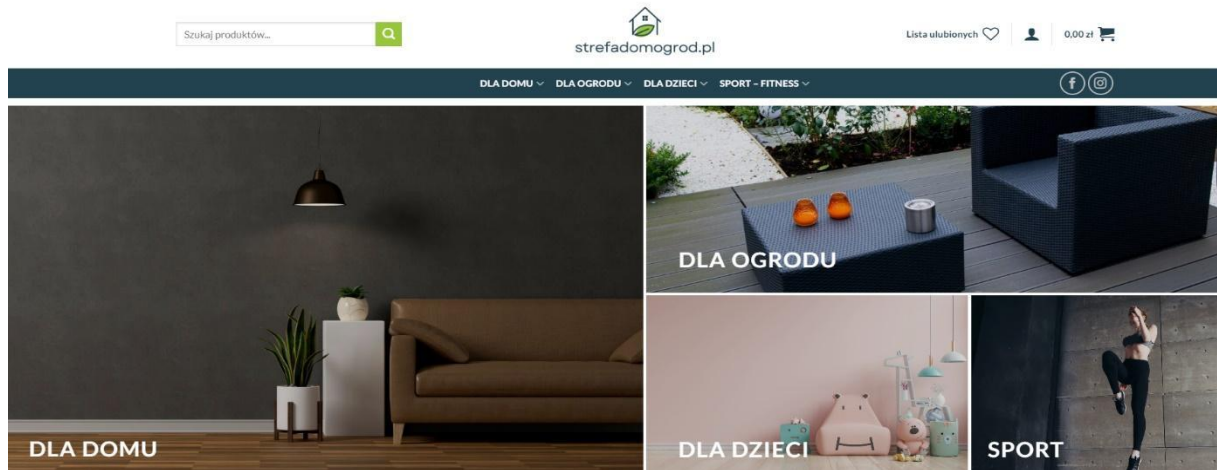 Szukaj produktów...
strefadomogrod.pl
Lista ulubionych
0,00 zł
DLA DOMU
DLA OGRODU
DLA DZIECI
SPORT – FITNESS
DLA OGRODU
DLA DOMU
DLA DZIECI
SPORT